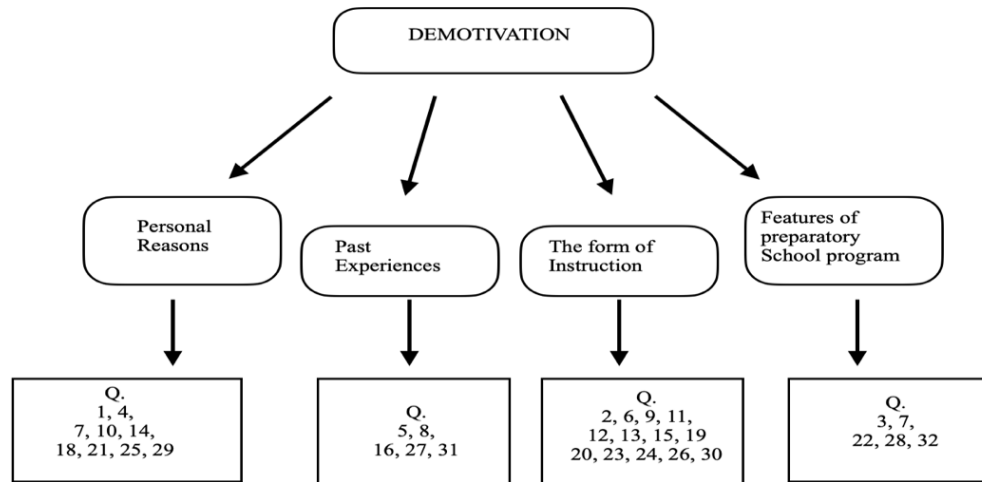 DEMOTIVATION
Personal
Reasons
Past
Experiences
The form of
Instruction
Features of
preparatory
School program
Q.
1, 4,
7, 10, 14,
18, 21, 25, 29
Q.
5, 8,
16, 27, 31
Q.
2, 6, 9, 11,
12, 13, 15, 19
20, 23, 24, 26, 30
Q.
3, 7,
22, 28, 32